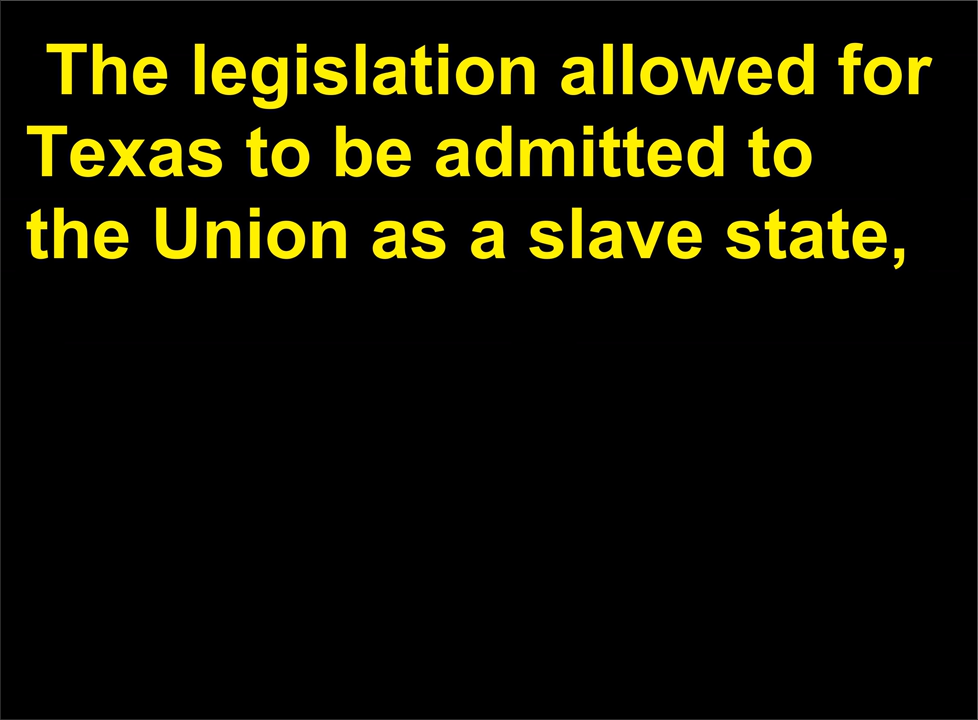 The legislation allowed for
Texas to be admitted to
the Union as a slave state,